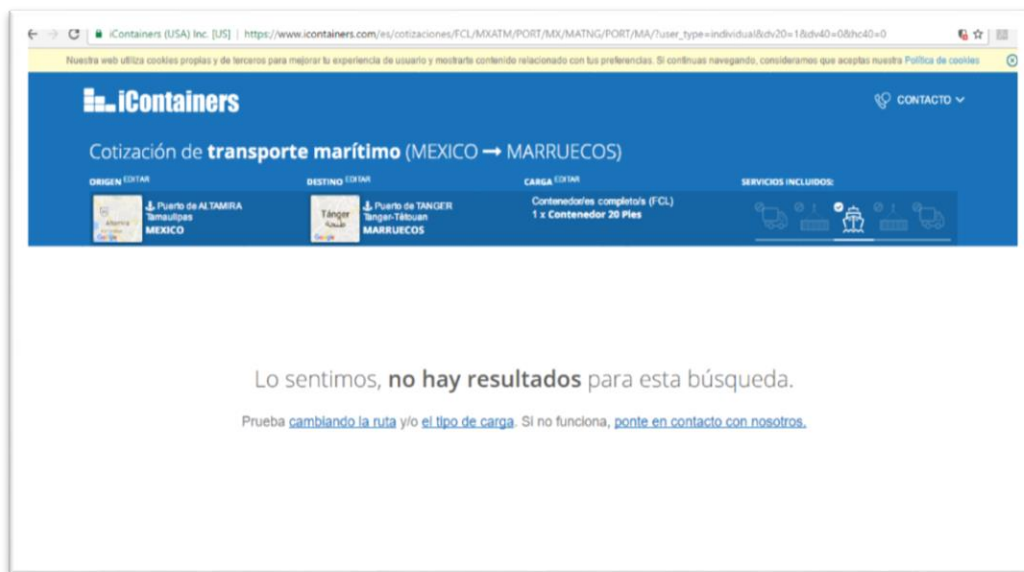 iContainers (USA) Inc. [US] | https://www.icontainers.com/es/cotizaciones/FCL/MXATM/PORT/MX/MATNG/PORT/MA/?user_type=individual&dv20=1&dv40=0&hc40=0
Nuestra web utiliza cookies propias y de terceros para mejorar tu experiencia de usuario y mostrarte contenido relacionado con tus preferencias. Si continuas navegando, consideramos que aceptas nuestra Política de cookies
iContainers
CONTACTO
Cotización de transporte marítimo (MEXICO → MARRUECOS)
ORIGEN EDITAR DESTINO EDITAR CARGA EDITAR SERVICIOS INCLUIDOS:
Puerto de ALTAMIRA
Tamaulipas
MEXICO
Altamira
Google
Tánger
Google
Puerto de TANGER
Tanger-Tétouan
MARRUECOS
Contenedor/es completo/s (FCL)
1 x Contenedor 20 Pies
Lo sentimos, no hay resultados para esta búsqueda.
Prueba cambiando la ruta y/o el tipo de carga. Si no funciona, ponte en contacto con nosotros.